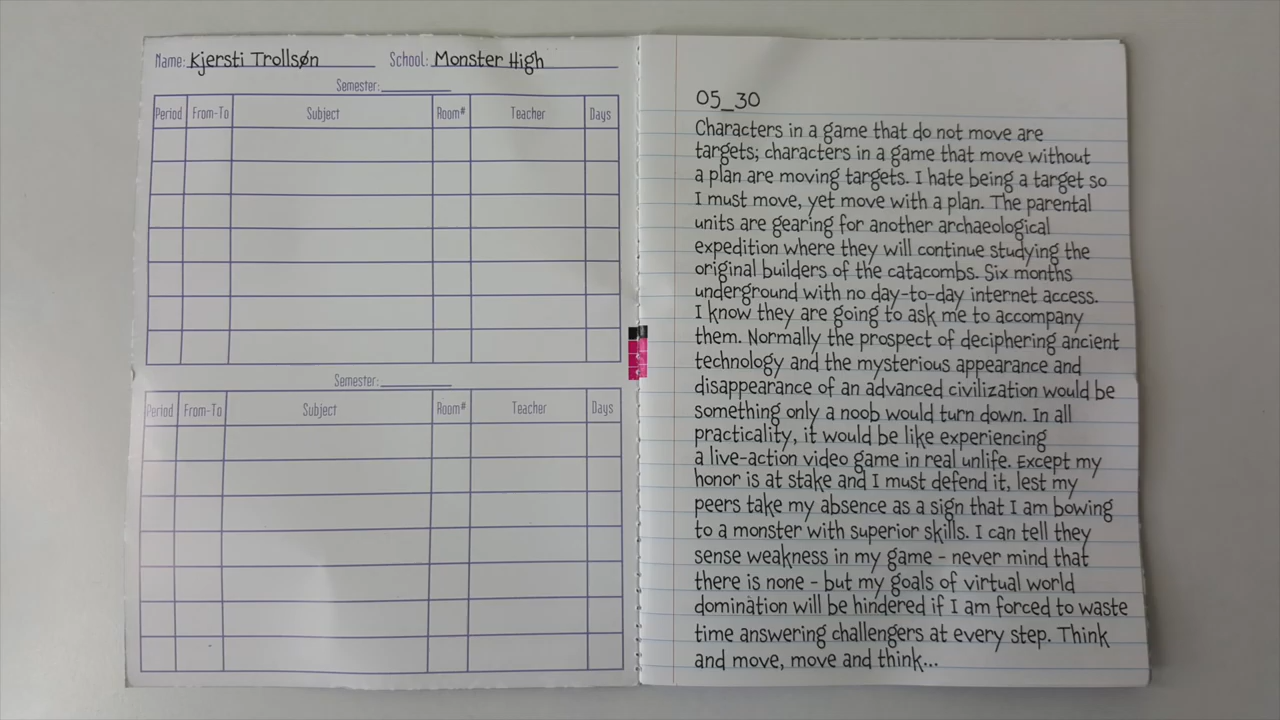 Name: Kjersti Trollsøn School: Monster High
Semester:
Period From-To Subject Room# Teacher Days
Semester:
Period From-To Subject Room# Teacher Days
05_30
Characters in a game that do not move are
targets; characters in a game that move without
a plan are moving targets. I hate being a target so
I must move, yet move with a plan. The parental
units are gearing for another archaeological
expedition where they will continue studying the
original builders of the catacombs. Six months
underground with no day-to-day internet access.
I know they are going to ask me to accompany
them. Normally the prospect of deciphering ancient
technology and the mysterious appearance and
disappearance of an advanced civilization would be
something only a noob would turn down. In all
practicality, it would be like experiencing
a live-action video game in real unlife. Except my
honor is at stake and I must defend it, lest my
peers take my absence as a sign that I am bowing
to a monster with superior skills. I can tell they
sense weakness in my game - never mind that
there is none - but my goals of virtual world
domination will be hindered if I am forced to waste
time answering challengers at every step. Think
and move, move and think...